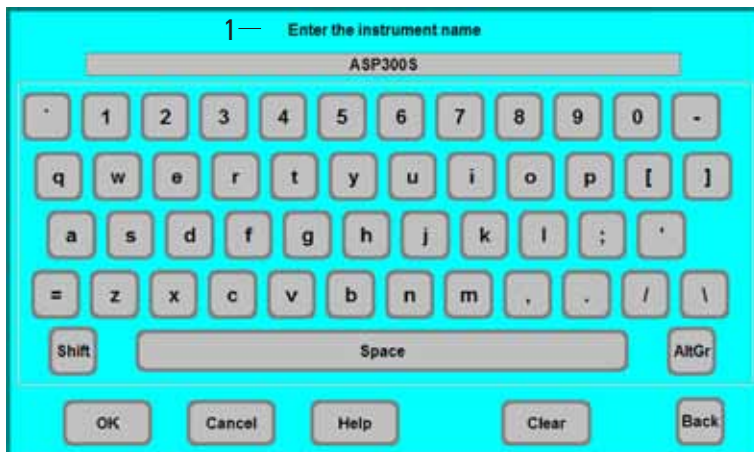 1 Enter the instrument name
ASP300S
` 1 2 3 4 5 6 7 8 9 0 -
q w e r t y u i o p [ ]
a s d f g h j k l ; '
= z x c v b n m , . / \
Shift Space AltGr
OK Cancel Help Clear Back